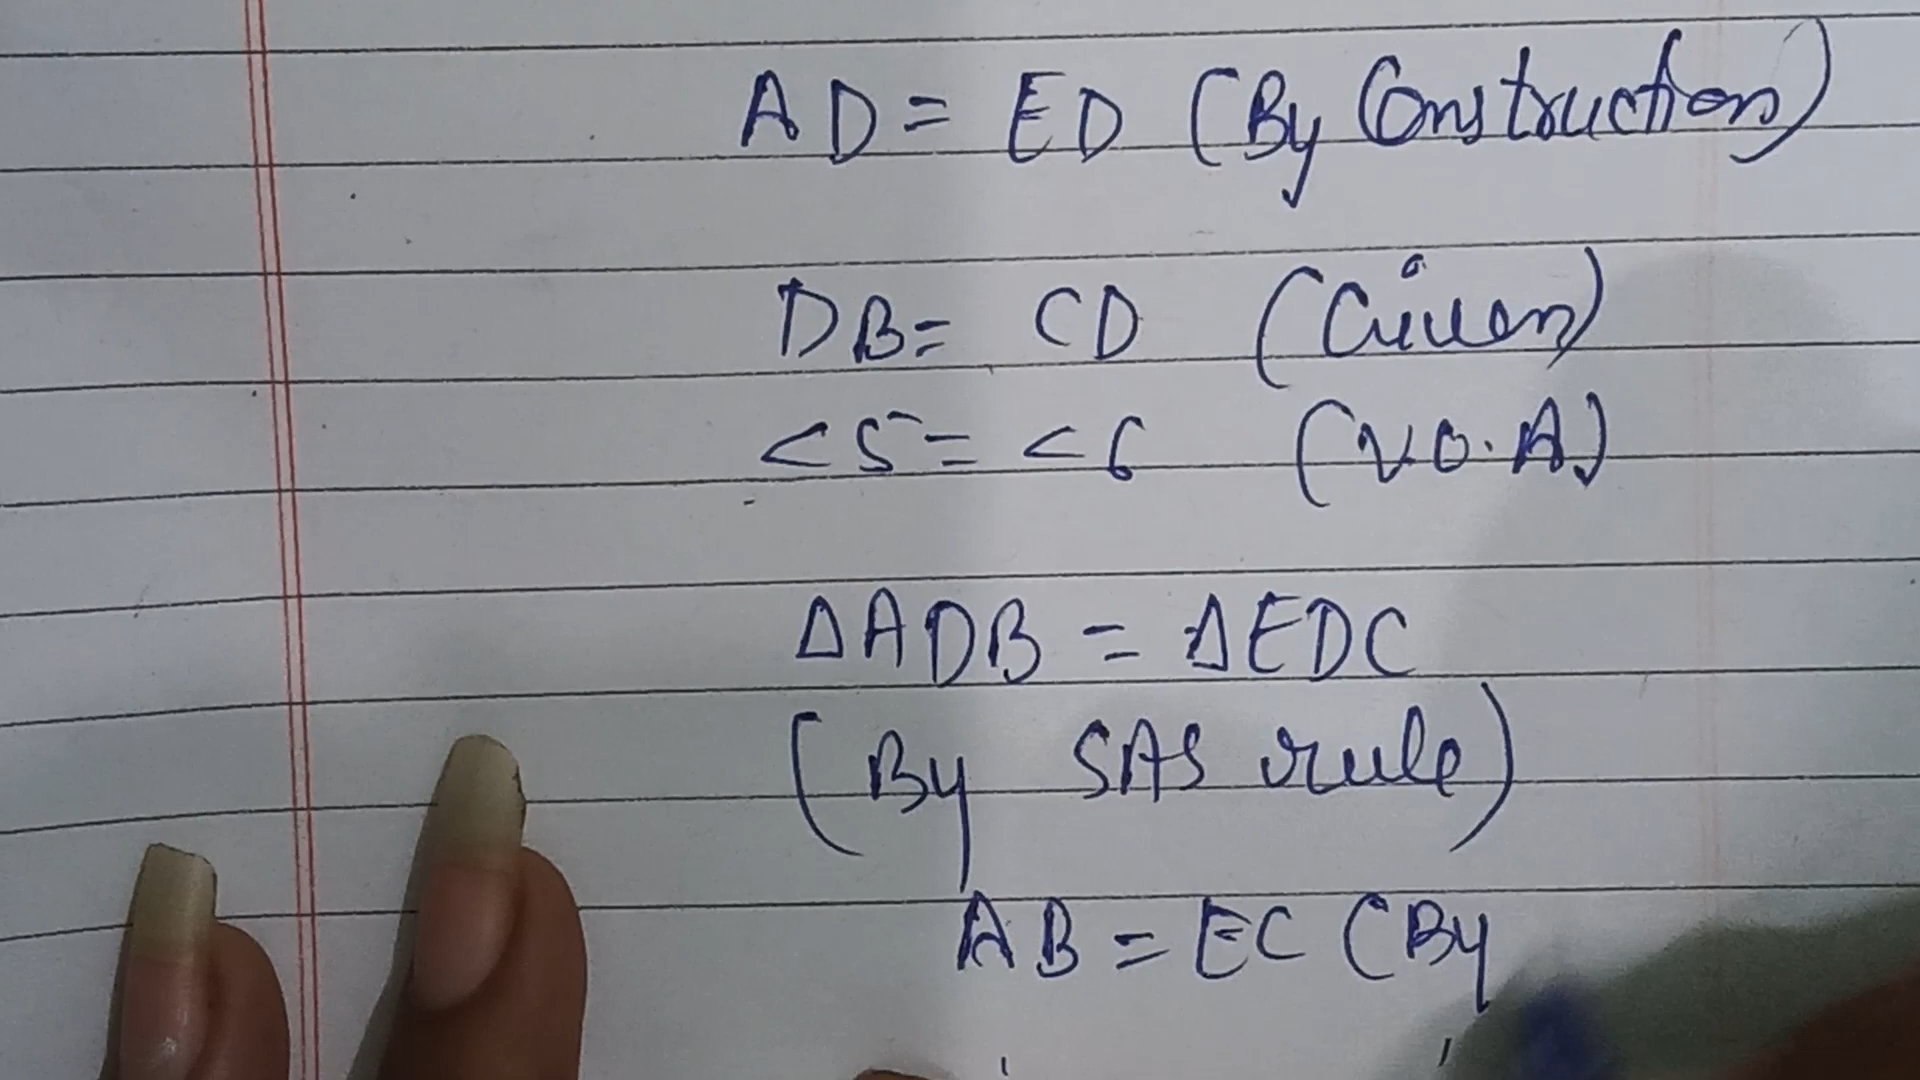 AD = ED (By Construction)
DB = CD (Given)
<5 = <6 (V.O.A)
ΔADB = ΔEDC
(By SAS rule)
AB = EC (By